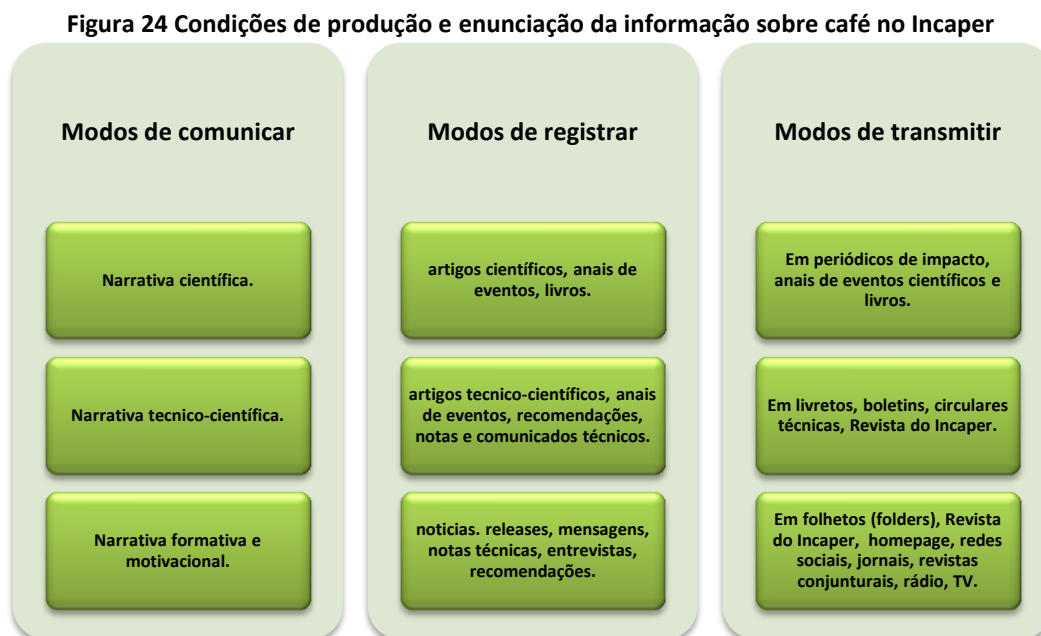 Figura 24 Condições de produção e enunciação da informação sobre café no Incaper
Modos de comunicar
Narrativa científica.
Narrativa tecnico-científica.
Narrativa formativa e
motivacional.
Modos de registrar
artigos científicos, anais de
eventos, livros.
artigos tecnico-científicos, anais
de eventos, recomendações,
notas e comunicados técnicos.
noticias. releases, mensagens,
notas técnicas, entrevistas,
recomendações.
Modos de transmitir
Em periódicos de impacto,
anais de eventos científicos e
livros.
Em livretos, boletins, circulares
técnicas, Revista do Incaper.
Em folhetos (folders), Revista
do Incaper, homepage, redes
sociais, jornais, revistas
conjunturais, rádio, TV.